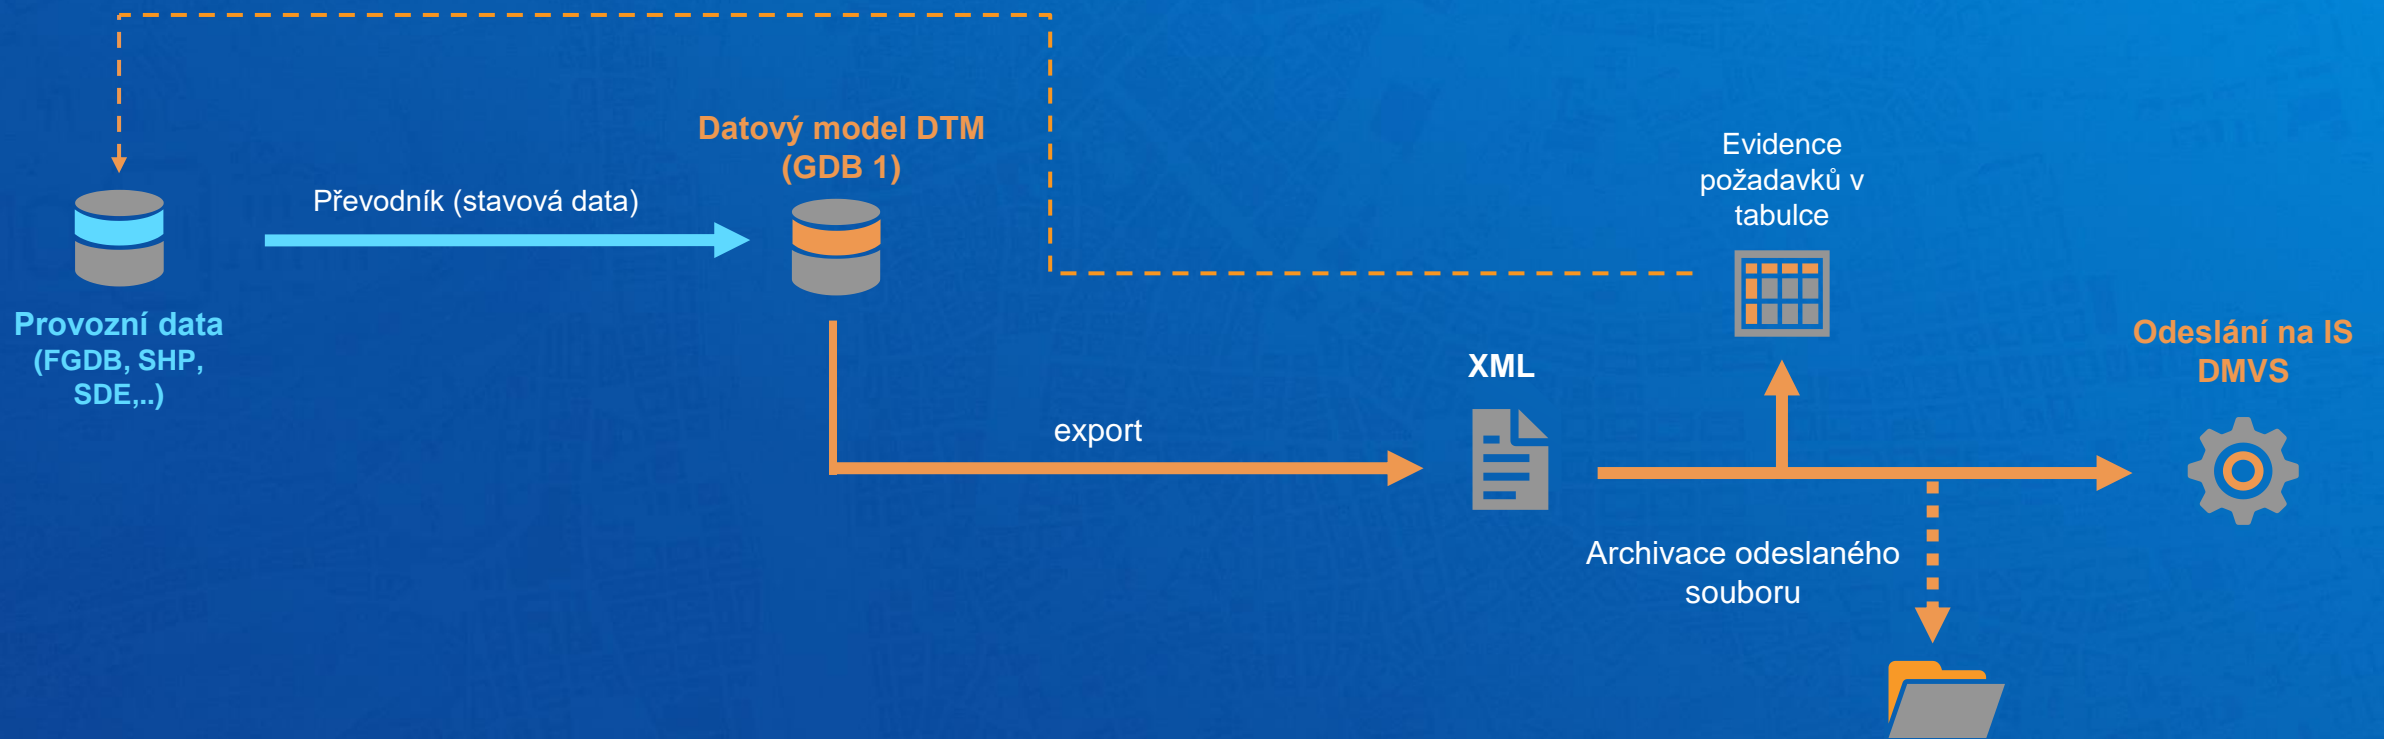 Datový model DTM
(GDB 1)
Převodník (stavová data)
Provozní data
(FGDB, SHP,
SDE,..)
export
XML
Evidence
požadavků v
tabulce
Odeslání na IS
DMVS
Archivace odeslaného
souboru